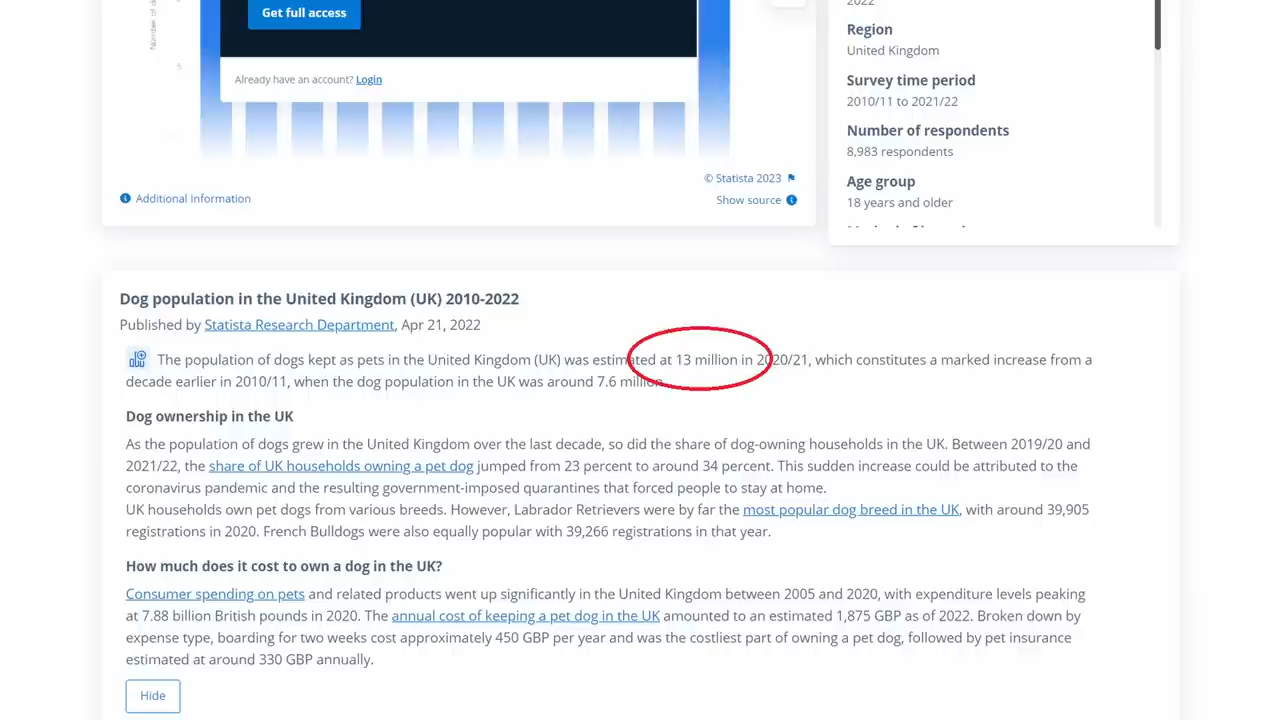 2022
Get full access
Region
United Kingdom
Already have an account? Login
Survey time period
2010/11 to 2021/22
Number of respondents
8,983 respondents
© Statista 2023
Age group
Additional Information
Show source
18 years and older
Dog population in the United Kingdom (UK) 2010-2022
Published by Statista Research Department, Apr 21, 2022
The population of dogs kept as pets in the United Kingdom (UK) was estimated at 13 million in 2020/21, which constitutes a marked increase from a
decade earlier in 2010/11, when the dog population in the UK was around 7.6 million.
Dog ownership in the UK
As the population of dogs grew in the United Kingdom over the last decade, so did the share of dog-owning households in the UK. Between 2019/20 and
2021/22, the share of UK households owning a pet dog jumped from 23 percent to around 34 percent. This sudden increase could be attributed to the
coronavirus pandemic and the resulting government-imposed quarantines that forced people to stay at home.
UK households own pet dogs from various breeds. However, Labrador Retrievers were by far the most popular dog breed in the UK, with around 39,905
registrations in 2020. French Bulldogs were also equally popular with 39,266 registrations in that year.
How much does it cost to own a dog in the UK?
Consumer spending on pets and related products went up significantly in the United Kingdom between 2005 and 2020, with expenditure levels peaking
at 7.88 billion British pounds in 2020. The annual cost of keeping a pet dog in the UK amounted to an estimated 1,875 GBP as of 2022. Broken down by
expense type, boarding for two weeks cost approximately 450 GBP per year and was the costliest part of owning a pet dog, followed by pet insurance
estimated at around 330 GBP annually.
Hide